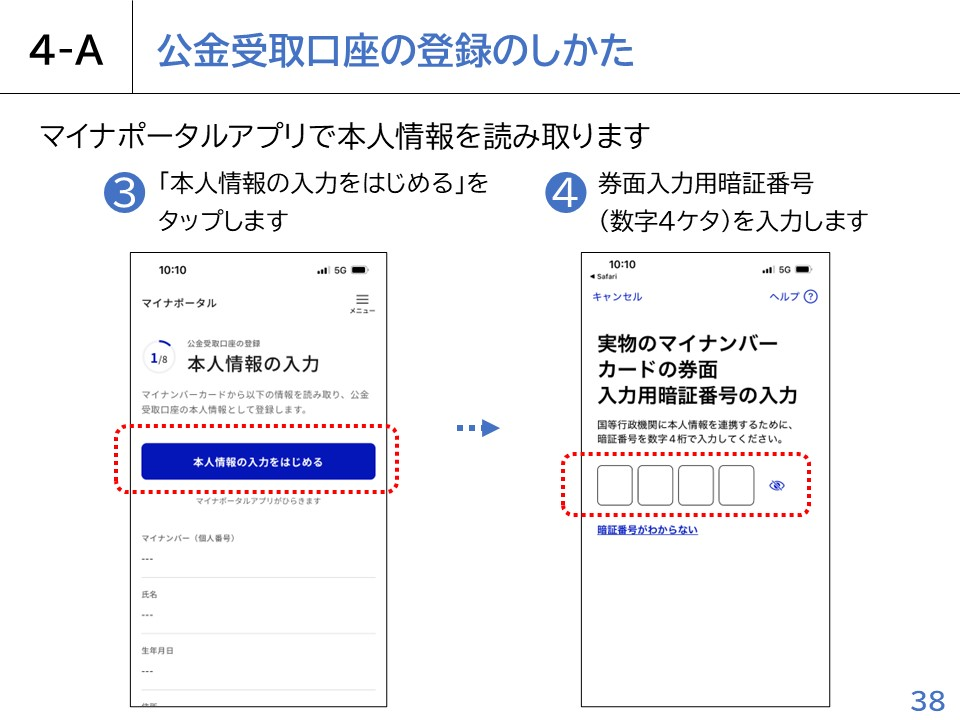 4-A
公金受取口座の登録のしかた
マイナポータルアプリで本人情報を読み取ります
3
「本人情報の入力をはじめる」を
タップします
10:10
5G
マイナポータル
メニュー
1/8
公金受取口座の登録
本人情報の入力
マイナンバーカードから以下の情報を読み取り、公金
受取口座の本人情報として登録します。
本人情報の入力をはじめる
マイナポータルアプリがひらきます
マイナンバー（個人番号）
---
氏名
---
生年月日
---
4
券面入力用暗証番号
（数字4ケタ）を入力します
10:10
◀ Safari
5G
キャンセル
ヘルプ ?
実物のマイナンバー
カードの券面
入力用暗証番号の入力
国等行政機関に本人情報を連携するために、
暗証番号を数字4桁で入力してください。
暗証番号がわからない
38